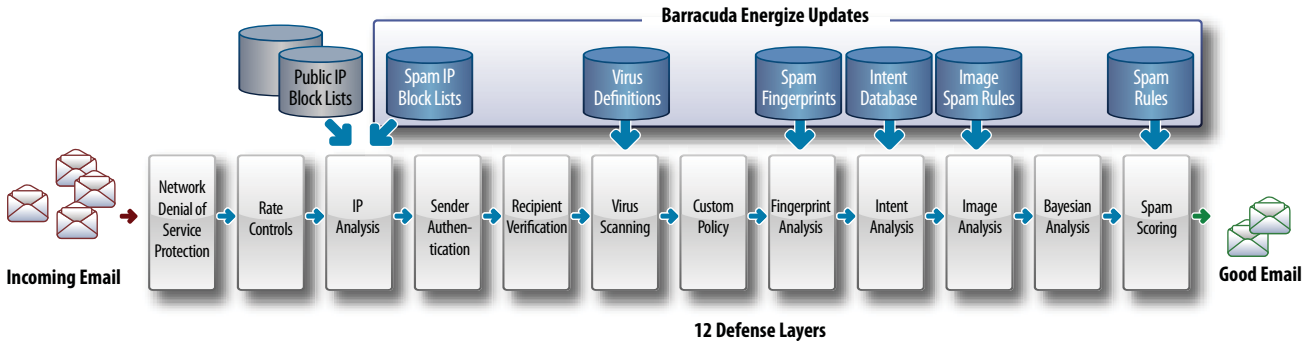 Barracuda Energize Updates
Public IP
Block Lists
Spam IP
Block Lists
Virus
Definitions
Spam
Fingerprints
Intent
Database
Image
Spam Rules
Spam
Rules
Incoming Email
Network
Denial of
Service
Protection
Rate
Controls
IP
Analysis
Sender
Authen-
tication
Recipient
Verification
Virus
Scanning
Custom
Policy
Fingerprint
Analysis
Intent
Analysis
Image
Analysis
Bayesian
Analysis
Spam
Scoring
Good Email
12 Defense Layers